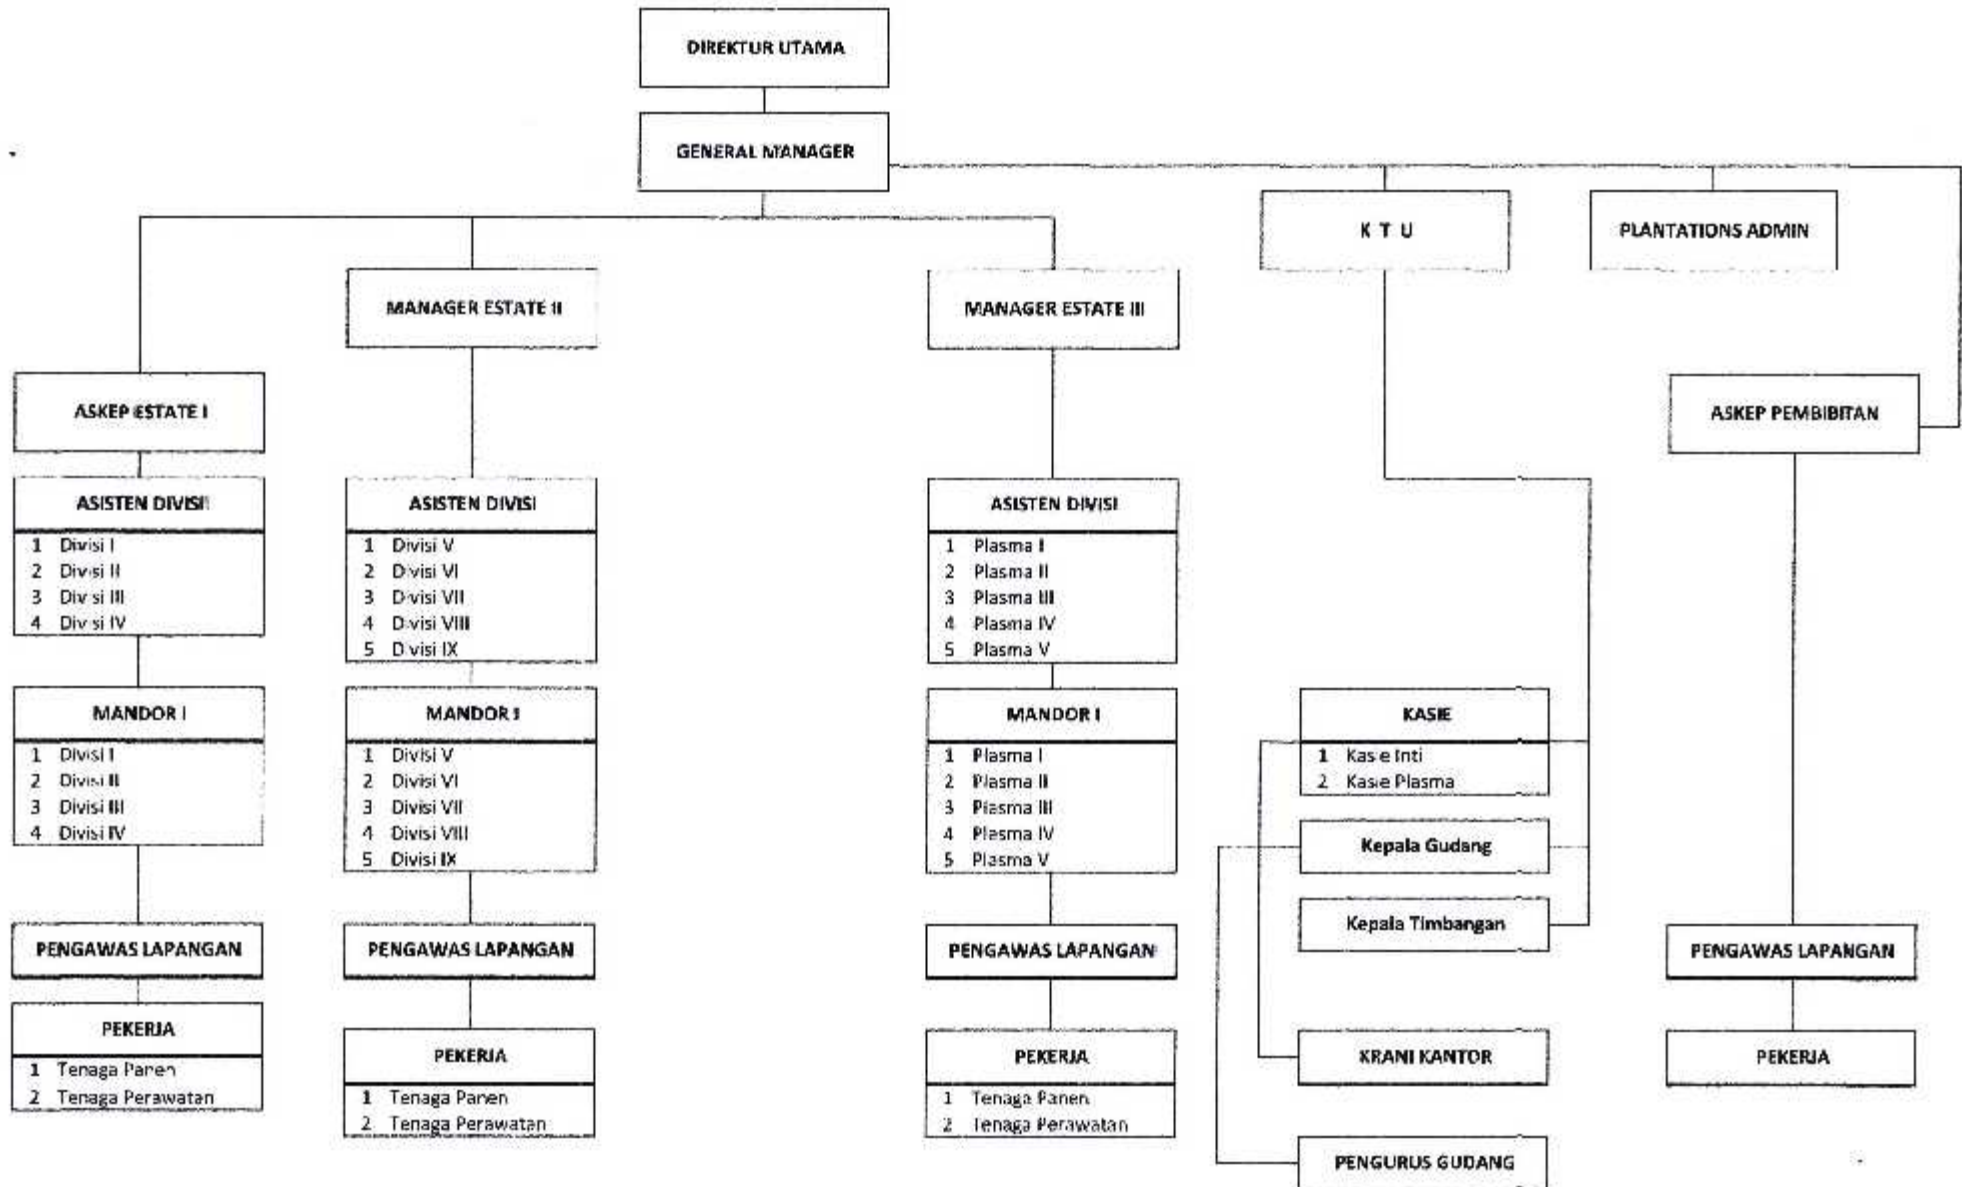 DIREKTUR UTAMA
GENERAL MANAGER
K T U
PLANTATIONS ADMIN
MANAGER ESTATE II
MANAGER ESTATE III
ASKEP ESTATE I
ASKEP PEMBIBITAN
ASISTEN DIVISI
1 Divisi I
2 Divisi II
3 Divisi III
4 Divisi IV
ASISTEN DIVISI
1 Divisi V
2 Divisi VI
3 Divisi VII
4 Divisi VIII
5 Divisi IX
ASISTEN DIVISI
1 Plasma I
2 Plasma II
3 Plasma III
4 Plasma IV
5 Plasma V
MANDOR I
1 Divisi I
2 Divisi II
3 Divisi III
4 Divisi IV
MANDOR I
1 Divisi V
2 Divisi VI
3 Divisi VII
4 Divisi VIII
5 Divisi IX
MANDOR I
1 Plasma I
2 Plasma II
3 Plasma III
4 Plasma IV
5 Plasma V
KASIE
1 Kasie Inti
2 Kasie Plasma
Kepala Gudang
Kepala Timbangan
PENGAWAS LAPANGAN
PENGAWAS LAPANGAN
PENGAWAS LAPANGAN
PENGAWAS LAPANGAN
PEKERJA
1 Tenaga Panen
2 Tenaga Perawatan
PEKERJA
1 Tenaga Panen
2 Tenaga Perawatan
PEKERJA
1 Tenaga Panen
2 Tenaga Perawatan
KRANI KANTOR
PEKERJA
PENGURUS GUDANG